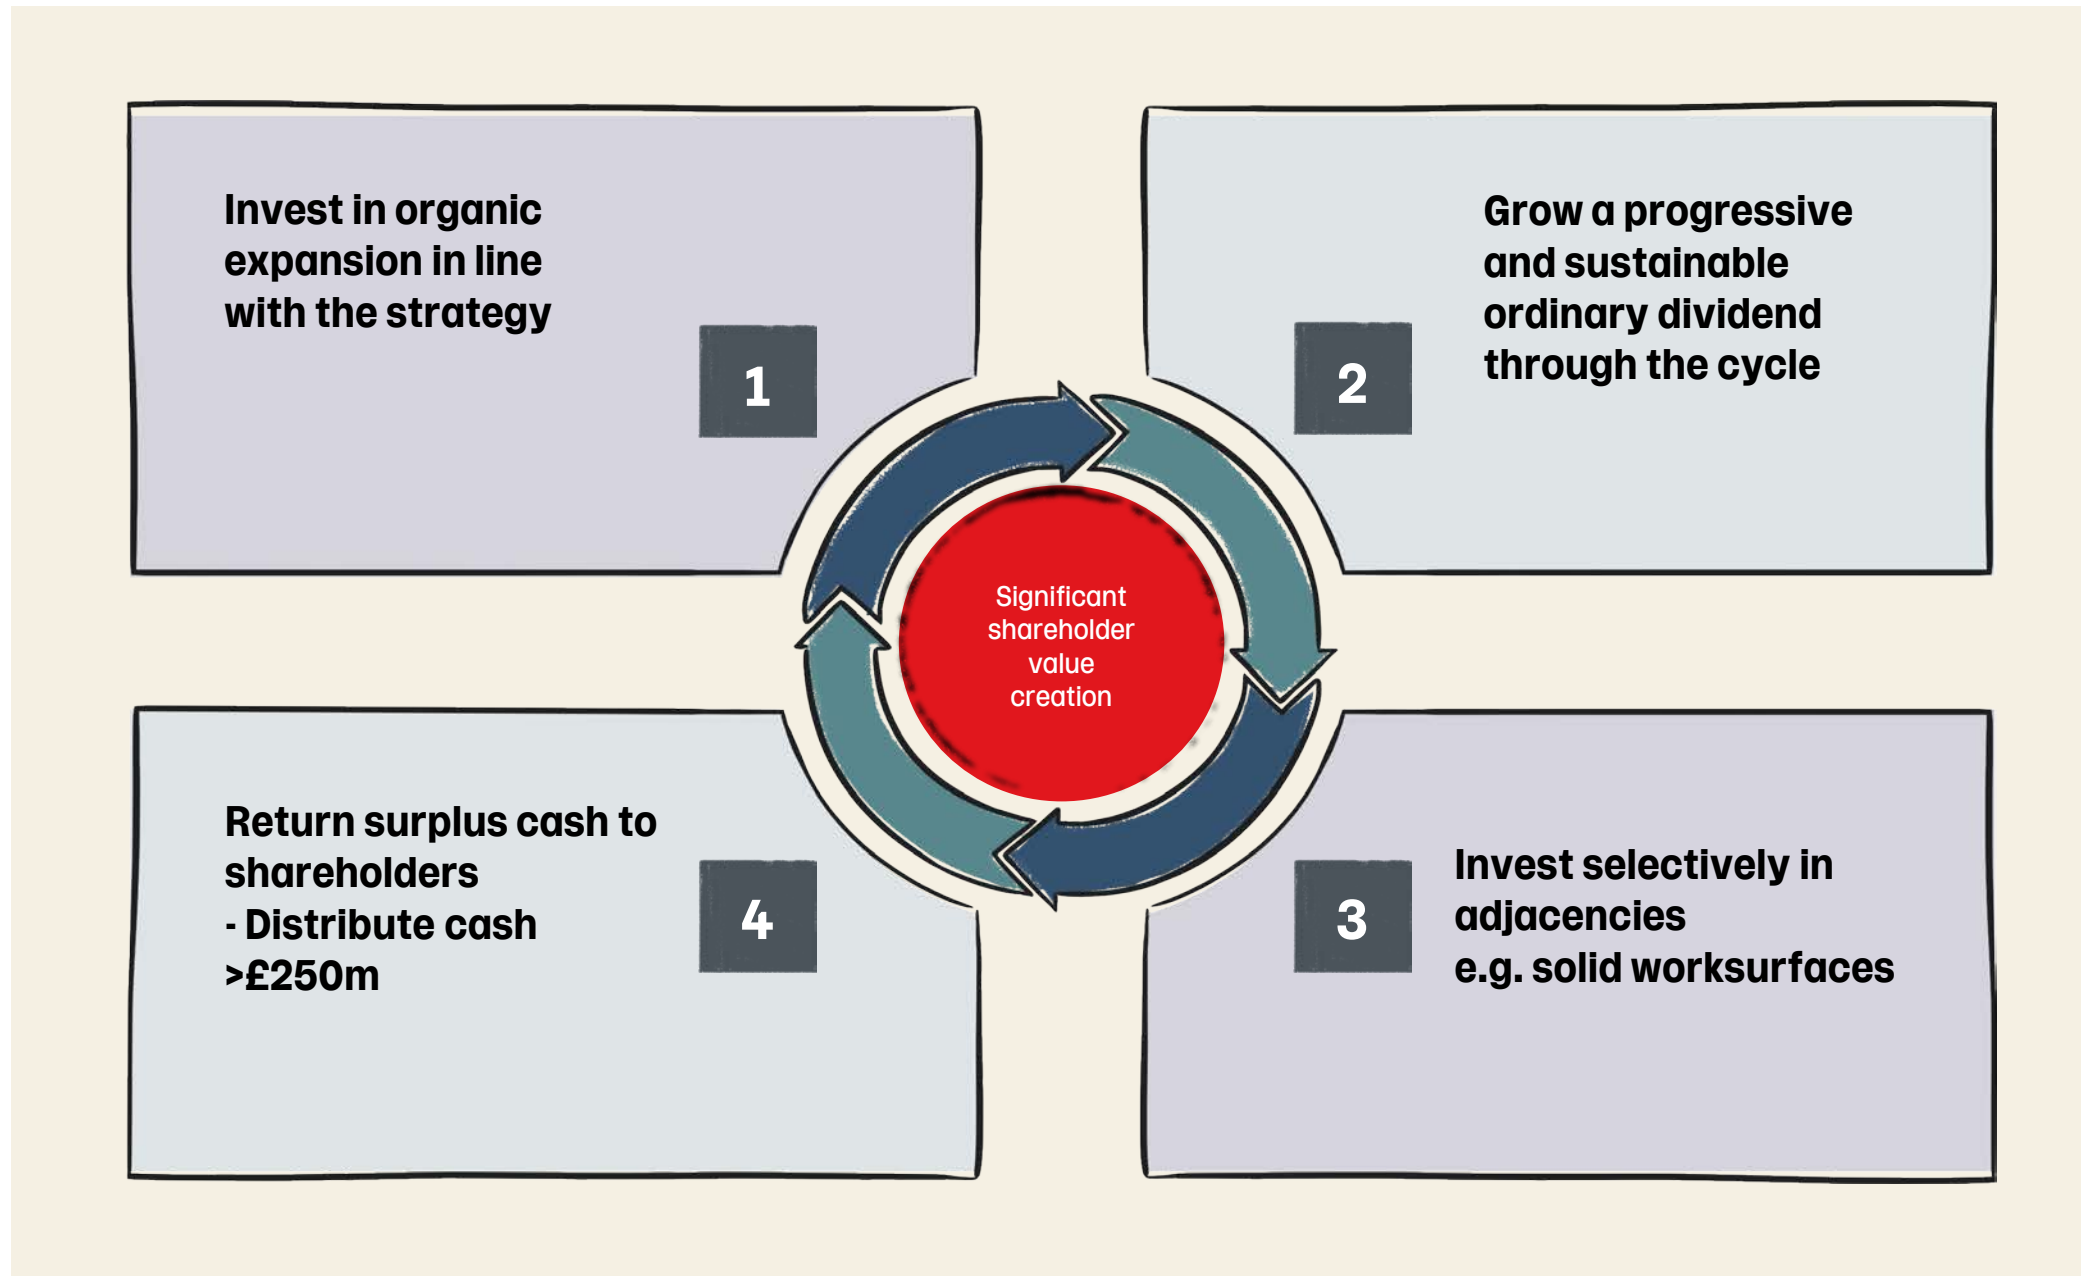 Invest in organic
expansion in line
with the strategy
1
Grow a progressive
and sustainable
ordinary dividend
through the cycle
2
Significant
shareholder
value
creation
Invest selectively in
adjacencies
e.g. solid worksurfaces
3
Return surplus cash to
shareholders
- Distribute cash
>£250m
4